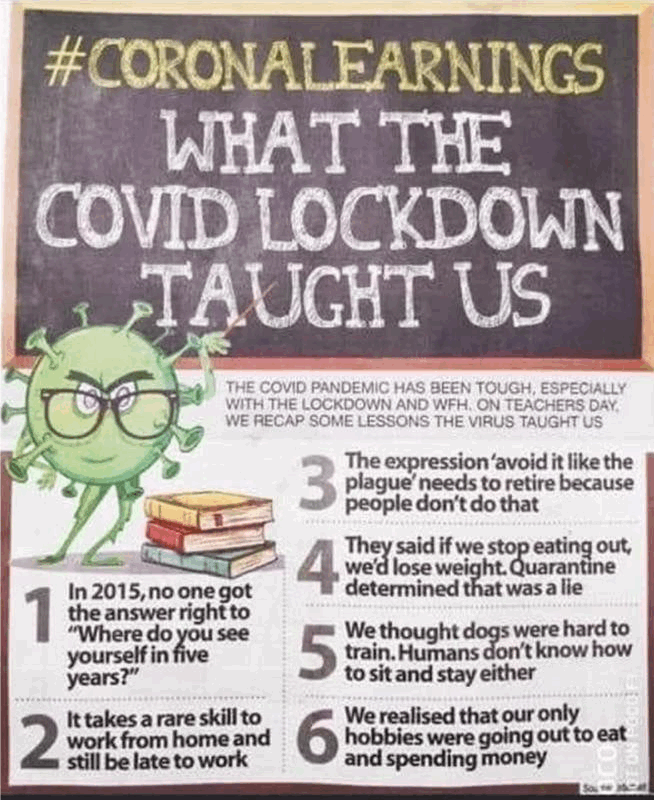 #CORONALEARNINGS
WHAT THE
COVID LOCKDOWN
TAUGHT US
THE COVID PANDEMIC HAS BEEN TOUGH, ESPECIALLY
WITH THE LOCKDOWN AND WFH. ON TEACHERS DAY,
WE RECAP SOME LESSONS THE VIRUS TAUGHT US
1 In 2015, no one got
the answer right to
“Where do you see
yourself in five
years?”
2 It takes a rare skill to
work from home and
still be late to work
3 The expression ‘avoid it like the
plague’ needs to retire because
people don’t do that
4 They said if we stop eating out,
we’d lose weight. Quarantine
determined that was a lie
5 We thought dogs were hard to
train. Humans don’t know how
to sit and stay either
6 We realised that our only
hobbies were going out to eat
and spending money